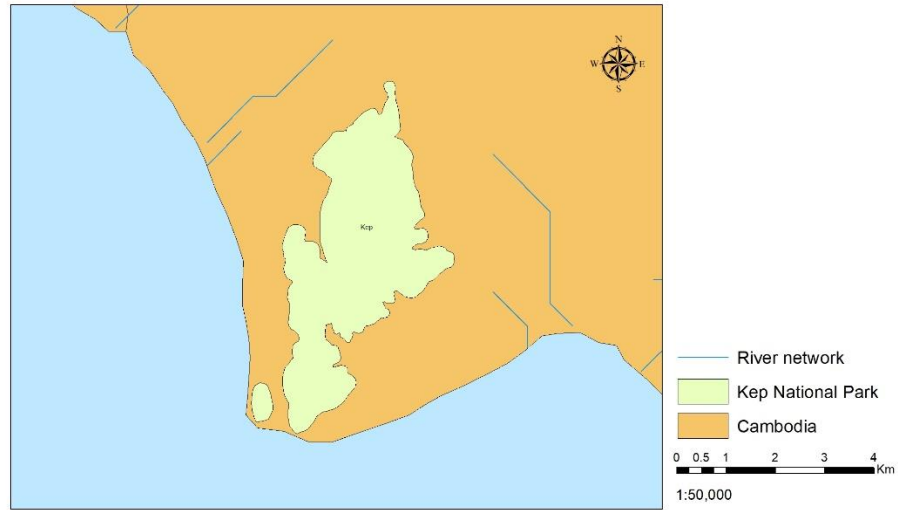 N
W E
S
Kep
River network
Kep National Park
Cambodia
0 0.5 1 2 3 4
Km
1:50,000